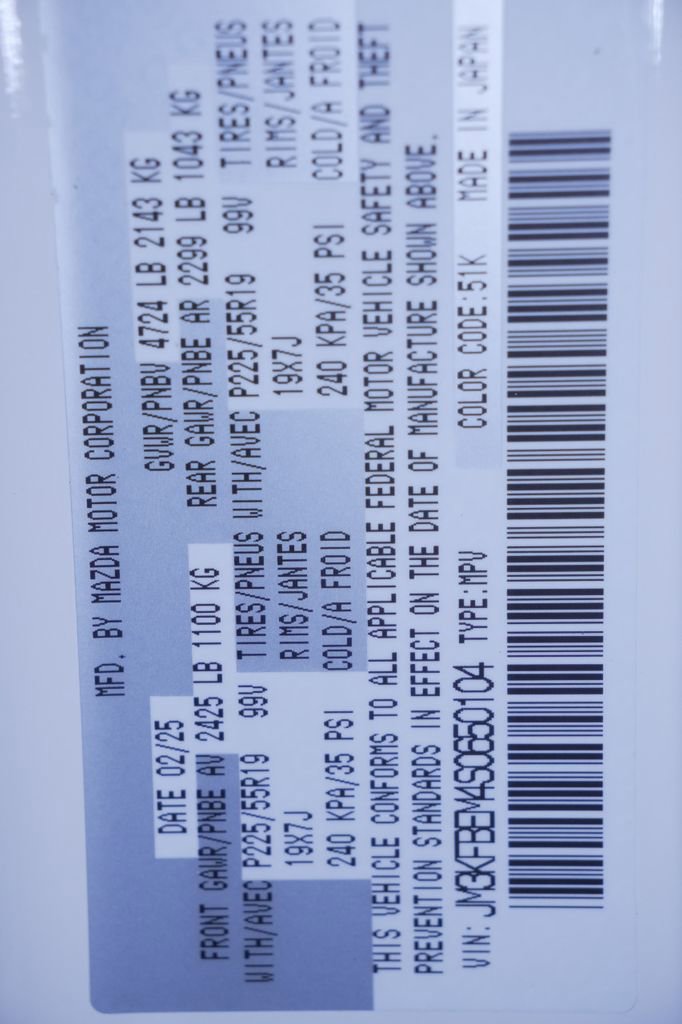 MFD. BY MAZDA MOTOR CORPORATION
DATE 02/25 GVWR/PNBV 4724 LB 2143 KG
FRONT GAWR/PNBE AV 2425 LB 1100 KG REAR GAWR/PNBE AR 2299 LB 1043 KG
WITH/AVEC P225/55R19 99V TIRES/PNEUS WITH/AVEC P225/55R19 99V TIRES/PNEUS
19X7J RIMS/JANTES 19X7J RIMS/JANTES
240 KPA/35 PSI COLD/A FROID 240 KPA/35 PSI COLD/A FROID
THIS VEHICLE CONFORMS TO ALL APPLICABLE FEDERAL MOTOR VEHICLE SAFETY AND THEFT
PREVENTION STANDARDS IN EFFECT ON THE DATE OF MANUFACTURE SHOWN ABOVE.
VIN: JM3KFBEM4S0650104 TYPE:MPV COLOR CODE:51K MADE IN JAPAN